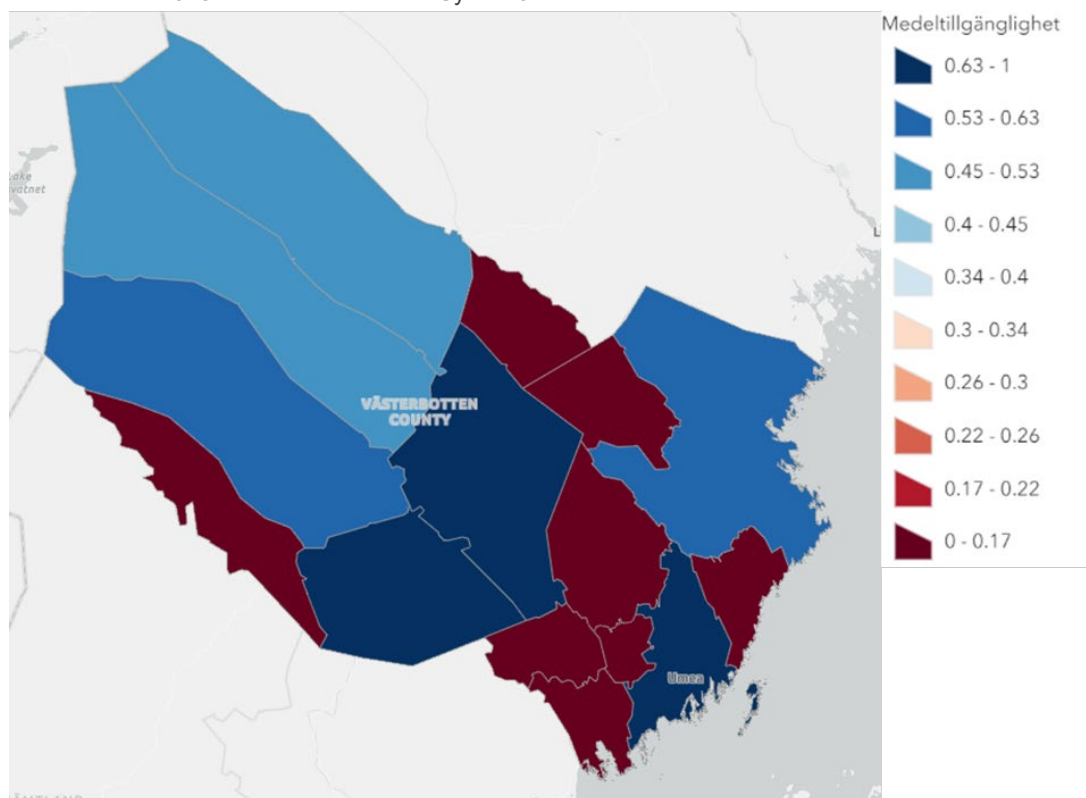 Medeltillgänglighet
0.63 - 1
0.53 - 0.63
0.45 - 0.53
0.4 - 0.45
0.34 - 0.4
0.3 - 0.34
0.26 - 0.3
0.22 - 0.26
0.17 - 0.22
0 - 0.17
Lake
VÄSTERBOTTEN
COUNTY
Umea